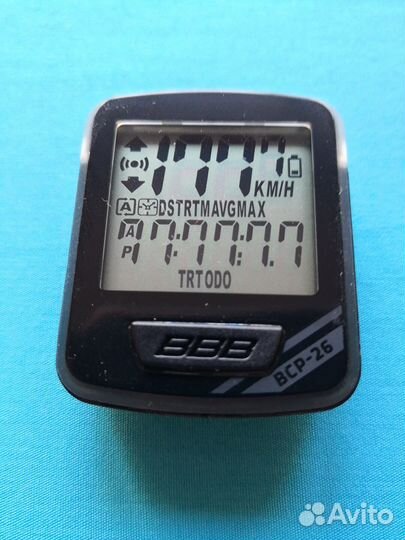 KM/H
A DSTRTMAVGMAX
A
P
TRTODO
BBB
BCP-26
Avito